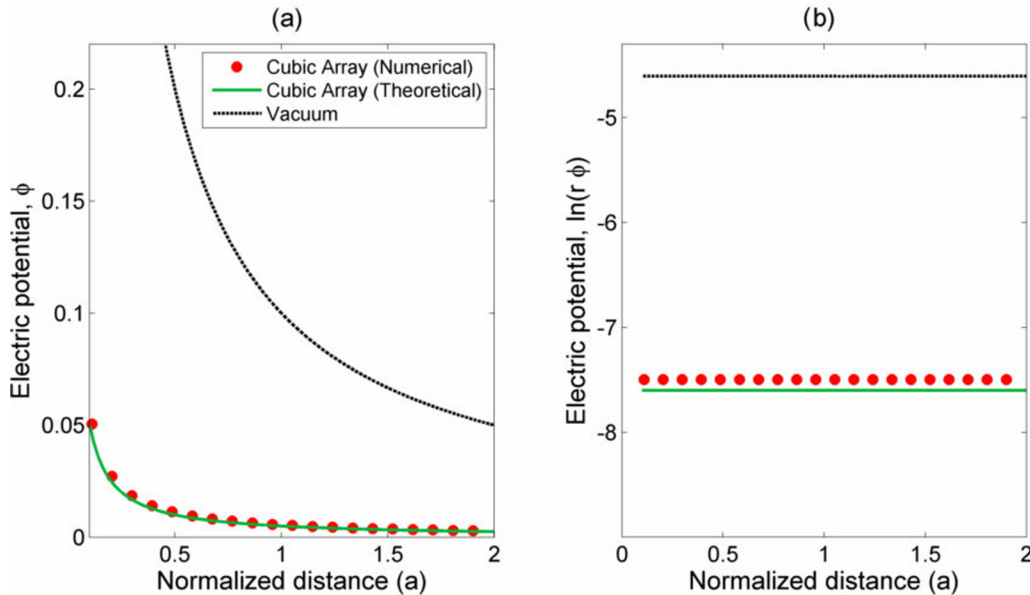 (a)
Electric potential, ϕ
0.2
0.15
0.1
0.05
0
0.5
1
1.5
2
Normalized distance (a)
Cubic Array (Numerical)
Cubic Array (Theoretical)
Vacuum
(b)
Electric potential, ln(r ϕ)
-5
-6
-7
-8
0
0.5
1
1.5
2
Normalized distance (a)